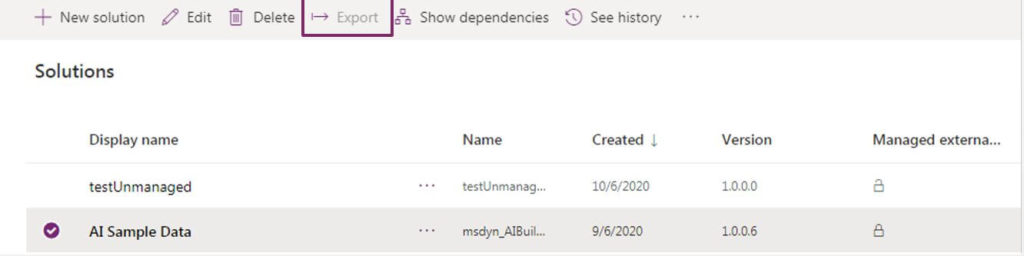 New solution Edit Delete Export Show dependencies See history ...
Solutions
Display name Name Created ↓ Version Managed externa...
testUnmanaged ... testUnmanag... 10/6/2020 1.0.0.0
AI Sample Data ... msdyn_AIBuil... 9/6/2020 1.0.0.6